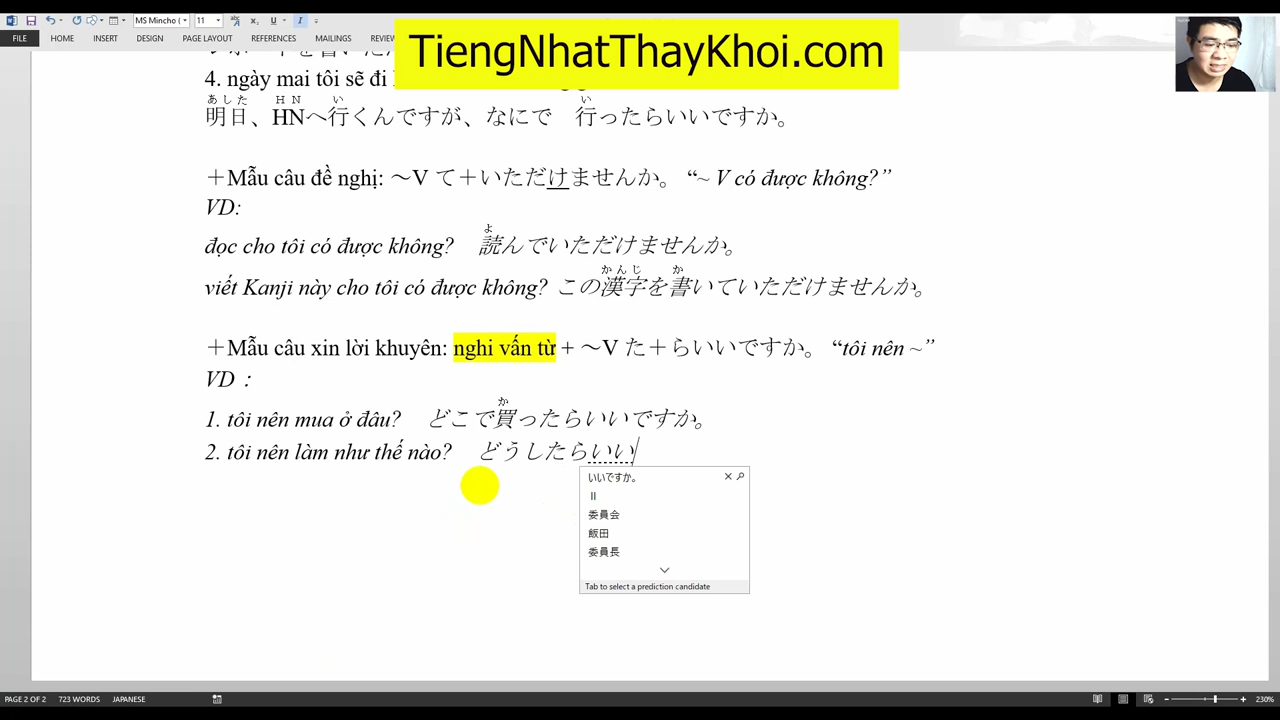 MS Mincho (
11
TiengNhatThayKhoi.com
FILE HOME INSERT DESIGN PAGE LAYOUT REFERENCES MAILINGS
4. ngày mai tôi sẽ đi
あした HN い い
明日、HNへ行くんですが、なにで 行ったらいいですか。
＋Mẫu câu đề nghị: ～V て＋いただけませんか。 “~ V có được không?”
VD:
よ
đọc cho tôi có được không? 読んでいただけませんか。
かんじ か
viết Kanji này cho tôi có được không? この漢字を書いていただけませんか。
＋Mẫu câu xin lời khuyên: nghi vấn từ + ～V た＋らいいですか。 “tôi nên ~”
VD：
か
1. tôi nên mua ở đâu? どこで買ったらいいですか。
2. tôi nên làm như thế nào? どうしたらいい
いいですか。
II
委員会
飯田
委員長
Tab to select a prediction candidate
PAGE 2 OF 2 723 WORDS JAPANESE 230%